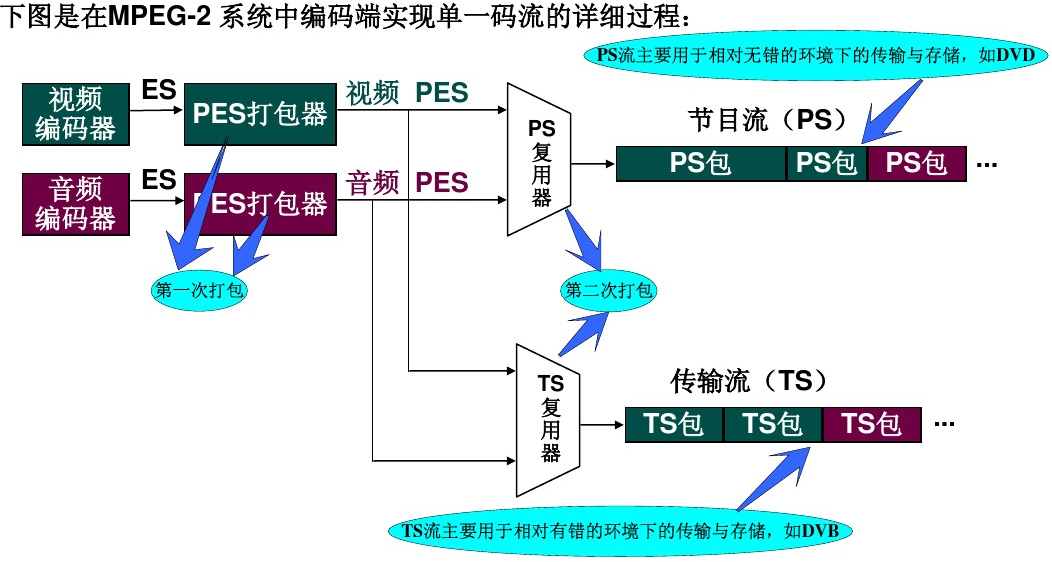 下图是在MPEG-2 系统中编码端实现单一码流的详细过程：
PS流主要用于相对无错的环境下的传输与存储，如DVD
视频
编码器
ES
PES打包器
视频 PES
音频
编码器
ES
PES打包器
音频 PES
PS
复
用
器
节目流（PS）
PS包
PS包
PS包
...
第一次打包
第二次打包
TS
复
用
器
传输流（TS）
TS包
TS包
TS包
...
TS流主要用于相对有错的环境下的传输与存储，如DVB